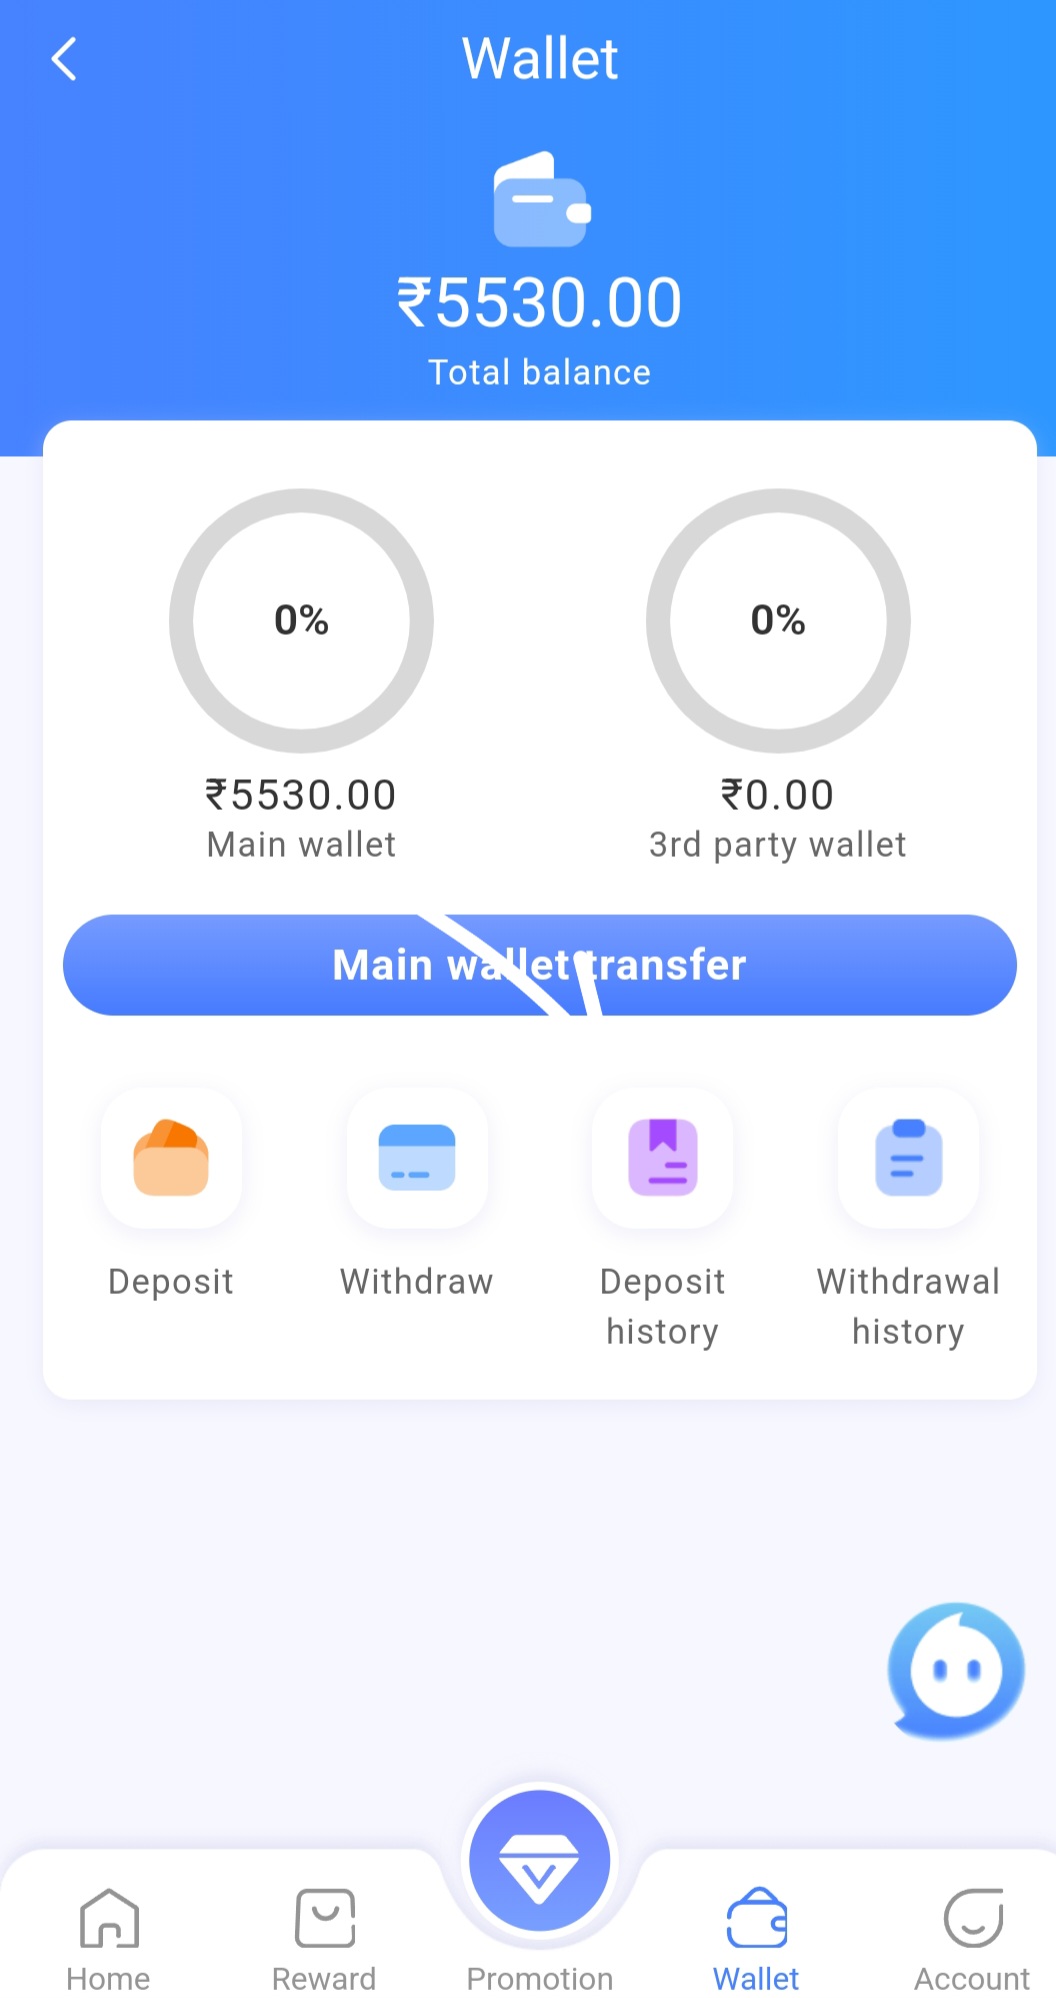 Wallet
₹5530.00
Total balance
0%
0%
₹5530.00
₹0.00
Main wallet
3rd party wallet
Main wallet transfer
Deposit
Withdraw
Deposit history
Withdrawal history
Home
Reward
Promotion
Wallet
Account